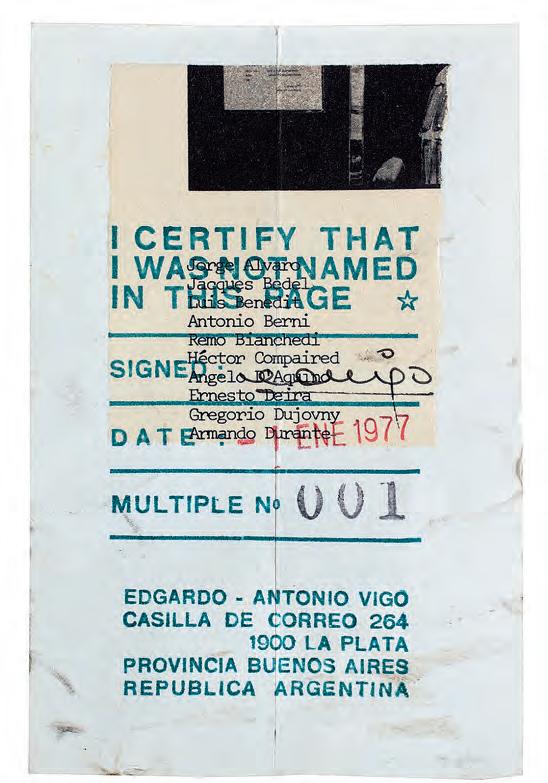 I CERTIFY THAT
I WAS NOT NAMED
IN THIS PAGE ☆
Jorge Alvaro
Jacques Bedel
Luis Benedit
Antonio Berni
Remo Bianchedi
Héctor Compaired
Angelo D'Aquino
Ernesto Deira
Gregorio Dujovny
Armando Durante
SIGNED:
DATE: - 1 ENE 1977
MULTIPLE Nº 001
EDGARDO - ANTONIO VIGO
CASILLA DE CORREO 264
1900 LA PLATA
PROVINCIA BUENOS AIRES
REPUBLICA ARGENTINA